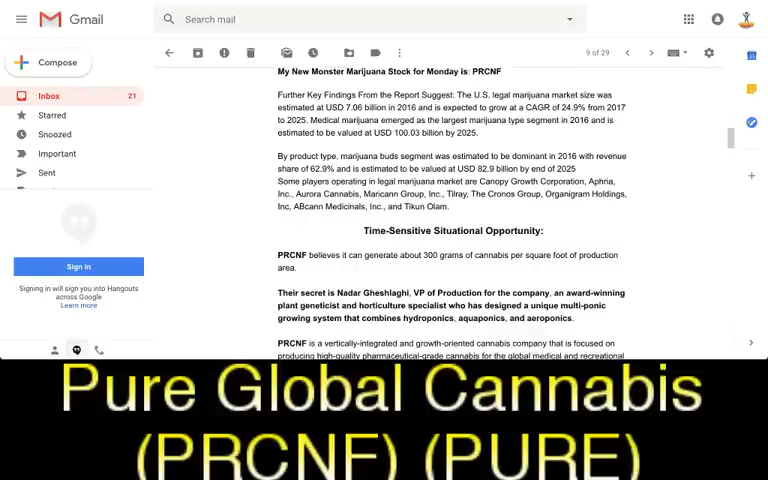 Gmail
Search mail
Compose
9 of 29
Inbox 21
Starred
Snoozed
Important
Sent
Sign in
Signing in will sign you into Hangouts
across Google
Learn more
My New Monster Marijuana Stock for Monday is: PRCNF
Further Key Findings From the Report Suggest: The U.S. legal marijuana market size was
estimated at USD 7.06 billion in 2016 and is expected to grow at a CAGR of 24.9% from 2017
to 2025. Medical marijuana emerged as the largest marijuana type segment in 2016 and is
estimated to be valued at USD 100.03 billion by 2025.
By product type, marijuana buds segment was estimated to be dominant in 2016 with revenue
share of 62.9% and is estimated to be valued at USD 82.9 billion by end of 2025
Some players operating in legal marijuana market are Canopy Growth Corporation, Aphria,
Inc., Aurora Cannabis, Maricann Group, Inc., Tilray, The Cronos Group, Organigram Holdings,
Inc, ABcann Medicinals, Inc., and Tikun Olam.
Time-Sensitive Situational Opportunity:
PRCNF believes it can generate about 300 grams of cannabis per square foot of production
area.
Their secret is Nadar Gheshlaghi, VP of Production for the company, an award-winning
plant geneticist and horticulture specialist who has designed a unique multi-ponic
growing system that combines hydroponics, aquaponics, and aeroponics.
PRCNF is a vertically-integrated and growth-oriented cannabis company that is focused on
producing high-quality pharmaceutical-grade cannabis for the global medical and recreational
Pure Global Cannabis
(PRCNF) (PURE)